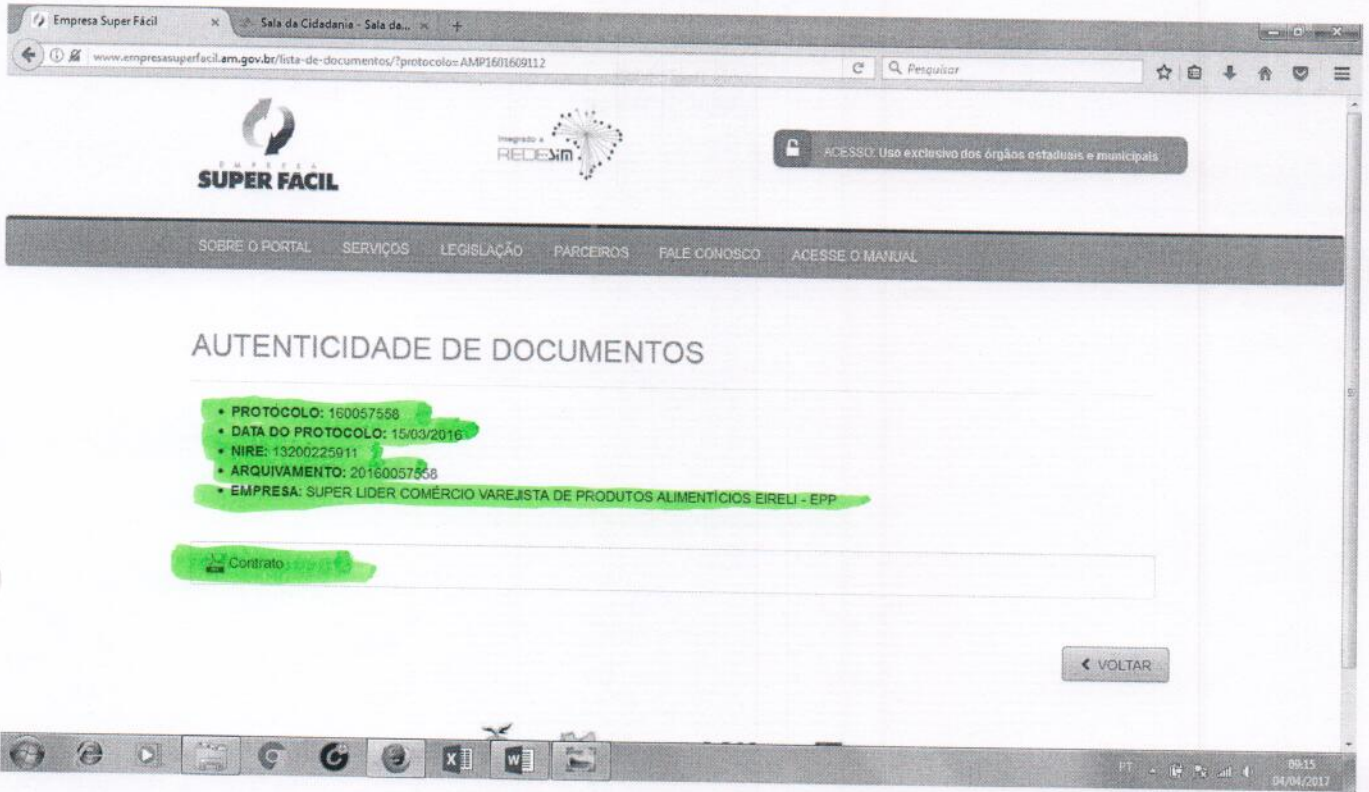 Empresa Super Fácil
Sala da Cidadania - Sala da...
www.empresasuperfacil.am.gov.br/lista-de-documentos/?protocolo=AMP1601609112
Pesquisar
EMPRESA
SUPER FÁCIL
Integrado a
REDESIM
ACESSO: Uso exclusivo dos órgãos estaduais e municipais
SOBRE O PORTAL SERVIÇOS LEGISLAÇÃO PARCEIROS FALE CONOSCO ACESSE O MANUAL
AUTENTICIDADE DE DOCUMENTOS
• PROTOCOLO: 160057558
• DATA DO PROTOCOLO: 15/03/2016
• NIRE: 13200225911
• ARQUIVAMENTO: 20160057558
• EMPRESA: SUPER LIDER COMÉRCIO VAREJISTA DE PRODUTOS ALIMENTÍCIOS EIRELI - EPP
Contrato
VOLTAR
PT
09:15
04/04/2017